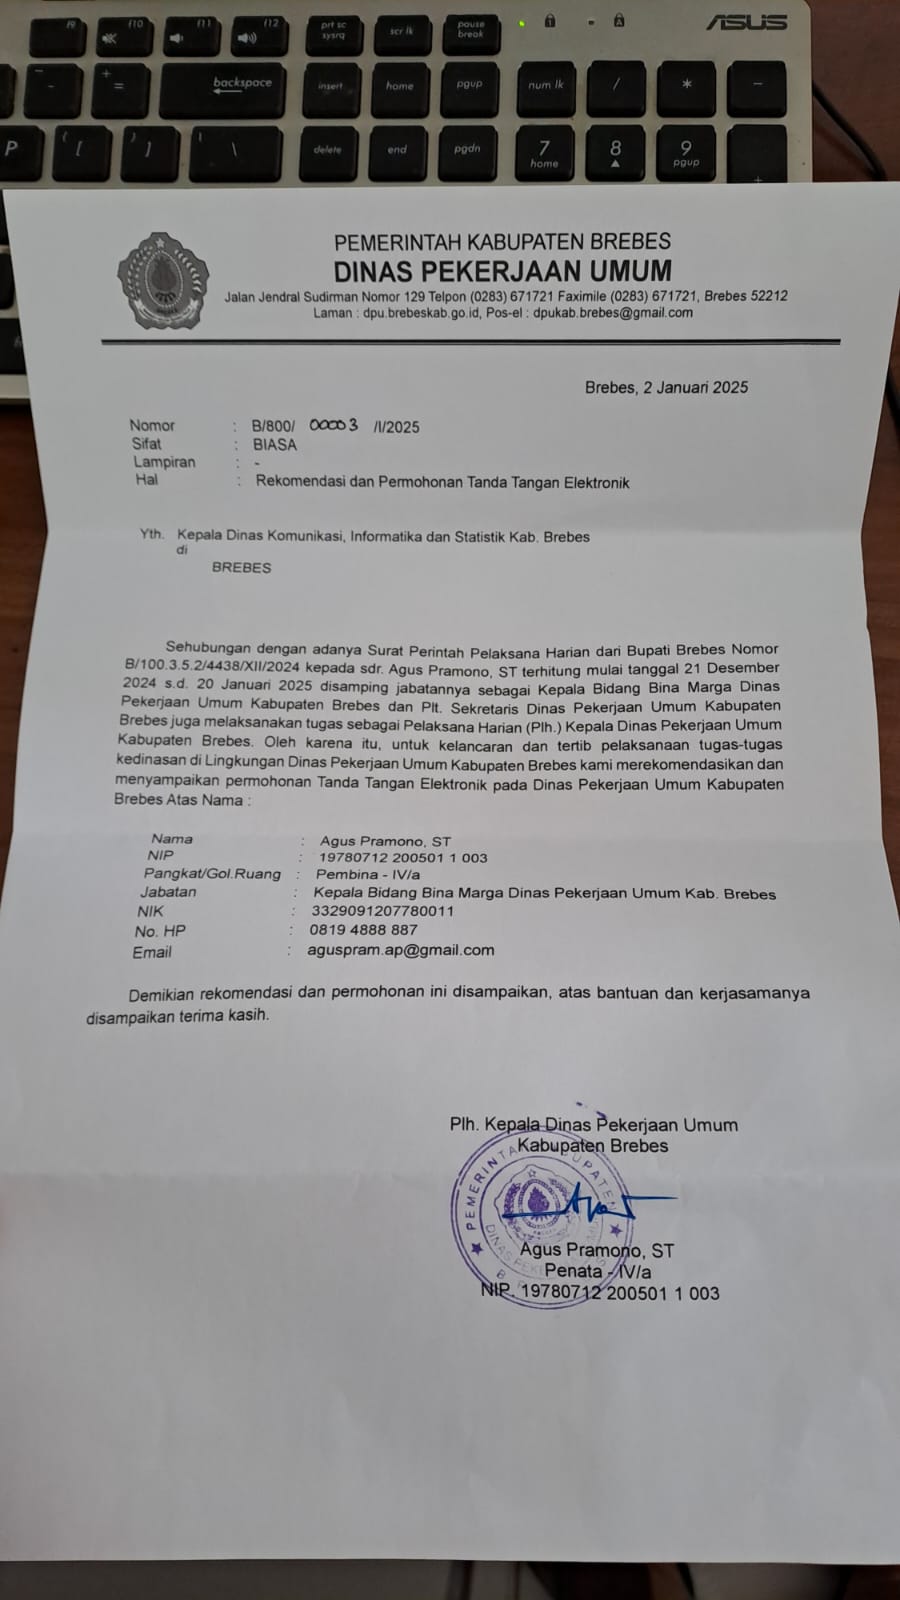 f9 f10 f11 f12 prt sc sysrq scr lk pause break
ASUS
- + = backspace insert home pgup num lk / * -
P { [ } ] | \ delete end pgdn 7 home 8 9 pgup +
PEMERINTAH KABUPATEN BREBES
DINAS PEKERJAAN UMUM
Jalan Jendral Sudirman Nomor 129 Telpon (0283) 671721 Faximile (0283) 671721, Brebes 52212
Laman : dpu.brebeskab.go.id, Pos-el : dpukab.brebes@gmail.com
Brebes, 2 Januari 2025
Nomor : B/800/ 00003 /I/2025
Sifat : BIASA
Lampiran : -
Hal : Rekomendasi dan Permohonan Tanda Tangan Elektronik
Yth. Kepala Dinas Komunikasi, Informatika dan Statistik Kab. Brebes
di
BREBES
Sehubungan dengan adanya Surat Perintah Pelaksana Harian dari Bupati Brebes Nomor
B/100.3.5.2/4438/XII/2024 kepada sdr. Agus Pramono, ST terhitung mulai tanggal 21 Desember
2024 s.d. 20 Januari 2025 disamping jabatannya sebagai Kepala Bidang Bina Marga Dinas
Pekerjaan Umum Kabupaten Brebes dan Plt. Sekretaris Dinas Pekerjaan Umum Kabupaten
Brebes juga melaksanakan tugas sebagai Pelaksana Harian (Plh.) Kepala Dinas Pekerjaan Umum
Kabupaten Brebes. Oleh karena itu, untuk kelancaran dan tertib pelaksanaan tugas-tugas
kedinasan di Lingkungan Dinas Pekerjaan Umum Kabupaten Brebes kami merekomendasikan dan
menyampaikan permohonan Tanda Tangan Elektronik pada Dinas Pekerjaan Umum Kabupaten
Brebes Atas Nama :
Nama : Agus Pramono, ST
NIP : 19780712 200501 1 003
Pangkat/Gol.Ruang : Pembina - IV/a
Jabatan : Kepala Bidang Bina Marga Dinas Pekerjaan Umum Kab. Brebes
NIK : 3329091207780011
No. HP : 0819 4888 887
Email : aguspram.ap@gmail.com
Demikian rekomendasi dan permohonan ini disampaikan, atas bantuan dan kerjasamanya
disampaikan terima kasih.
Plh. Kepala Dinas Pekerjaan Umum
Kabupaten Brebes
PEMERINTAH KABUPATEN
Agus Pramono, ST
Penata - IV/a
NIP. 19780712 200501 1 003